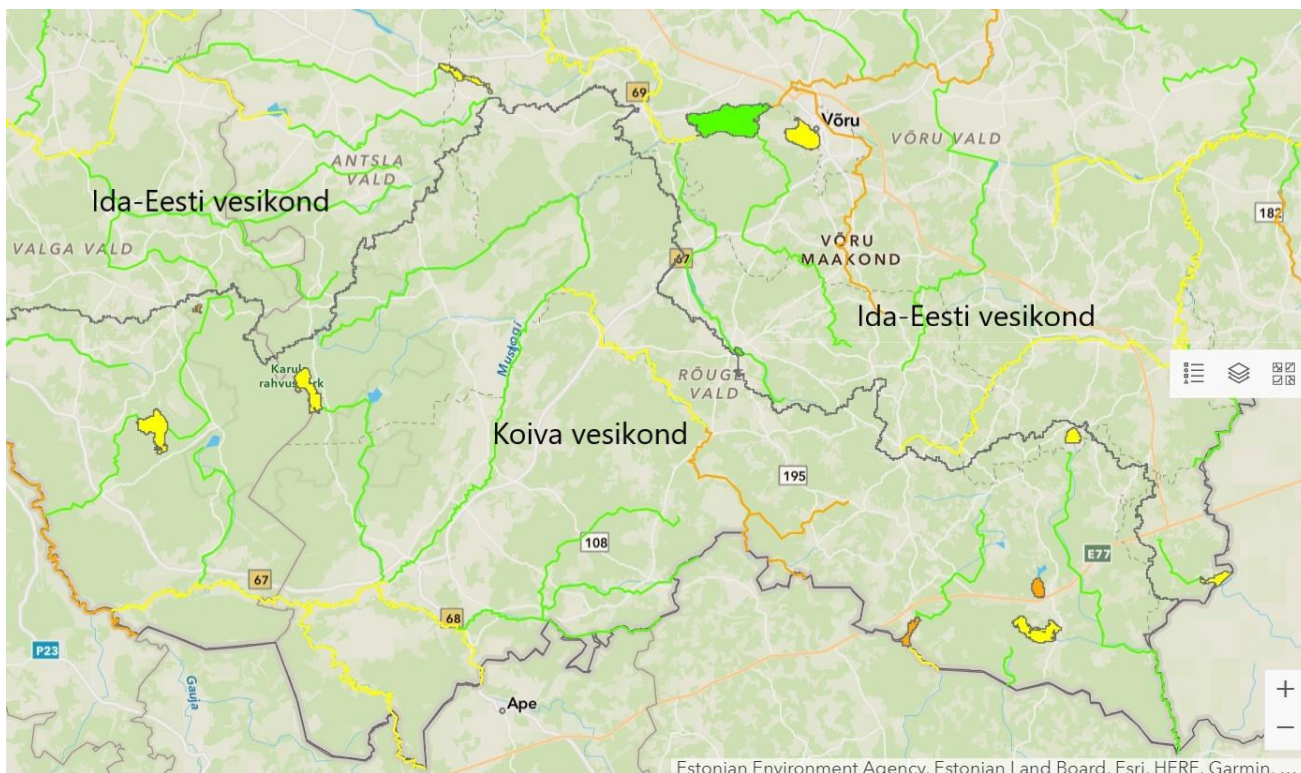 69
Võru
VÕRU VALD
ANTSLA
VALD
Ida-Eesti vesikond
182
VALGA VALD
67
VÕRU
MAAKOND
Ida-Eesti vesikond
Mustjõgi
Karula
rahvuspark
RÕUGE
VALD
Koiva vesikond
195
108
E77
67
68
P23
Gauja
Ape
+
−
Estonian Environment Agency, Estonian Land Board, Esri, HERE, Garmin, ...